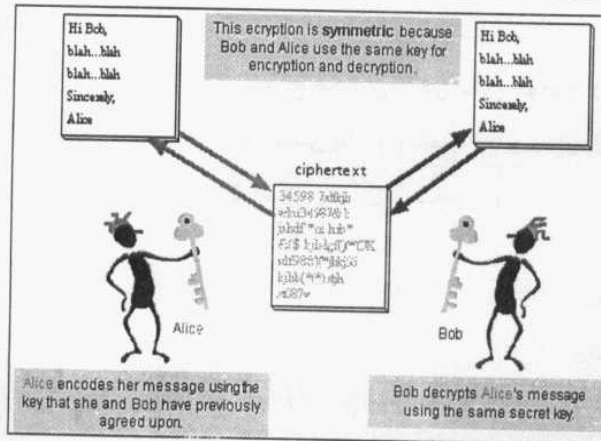 Hi Bob,
blah...blah
blah...blah
Sincerely,
Alice
This ecryption is symmetric because
Bob and Alice use the same key for
encryption and decryption.
Hi Bob,
blah...blah
blah...blah
Sincerely,
Alice
ciphertext
34598
Alice
Bob
Alice encodes her message using the
key that she and Bob have previously
agreed upon.
Bob decrypts Alice's message
using the same secret key.